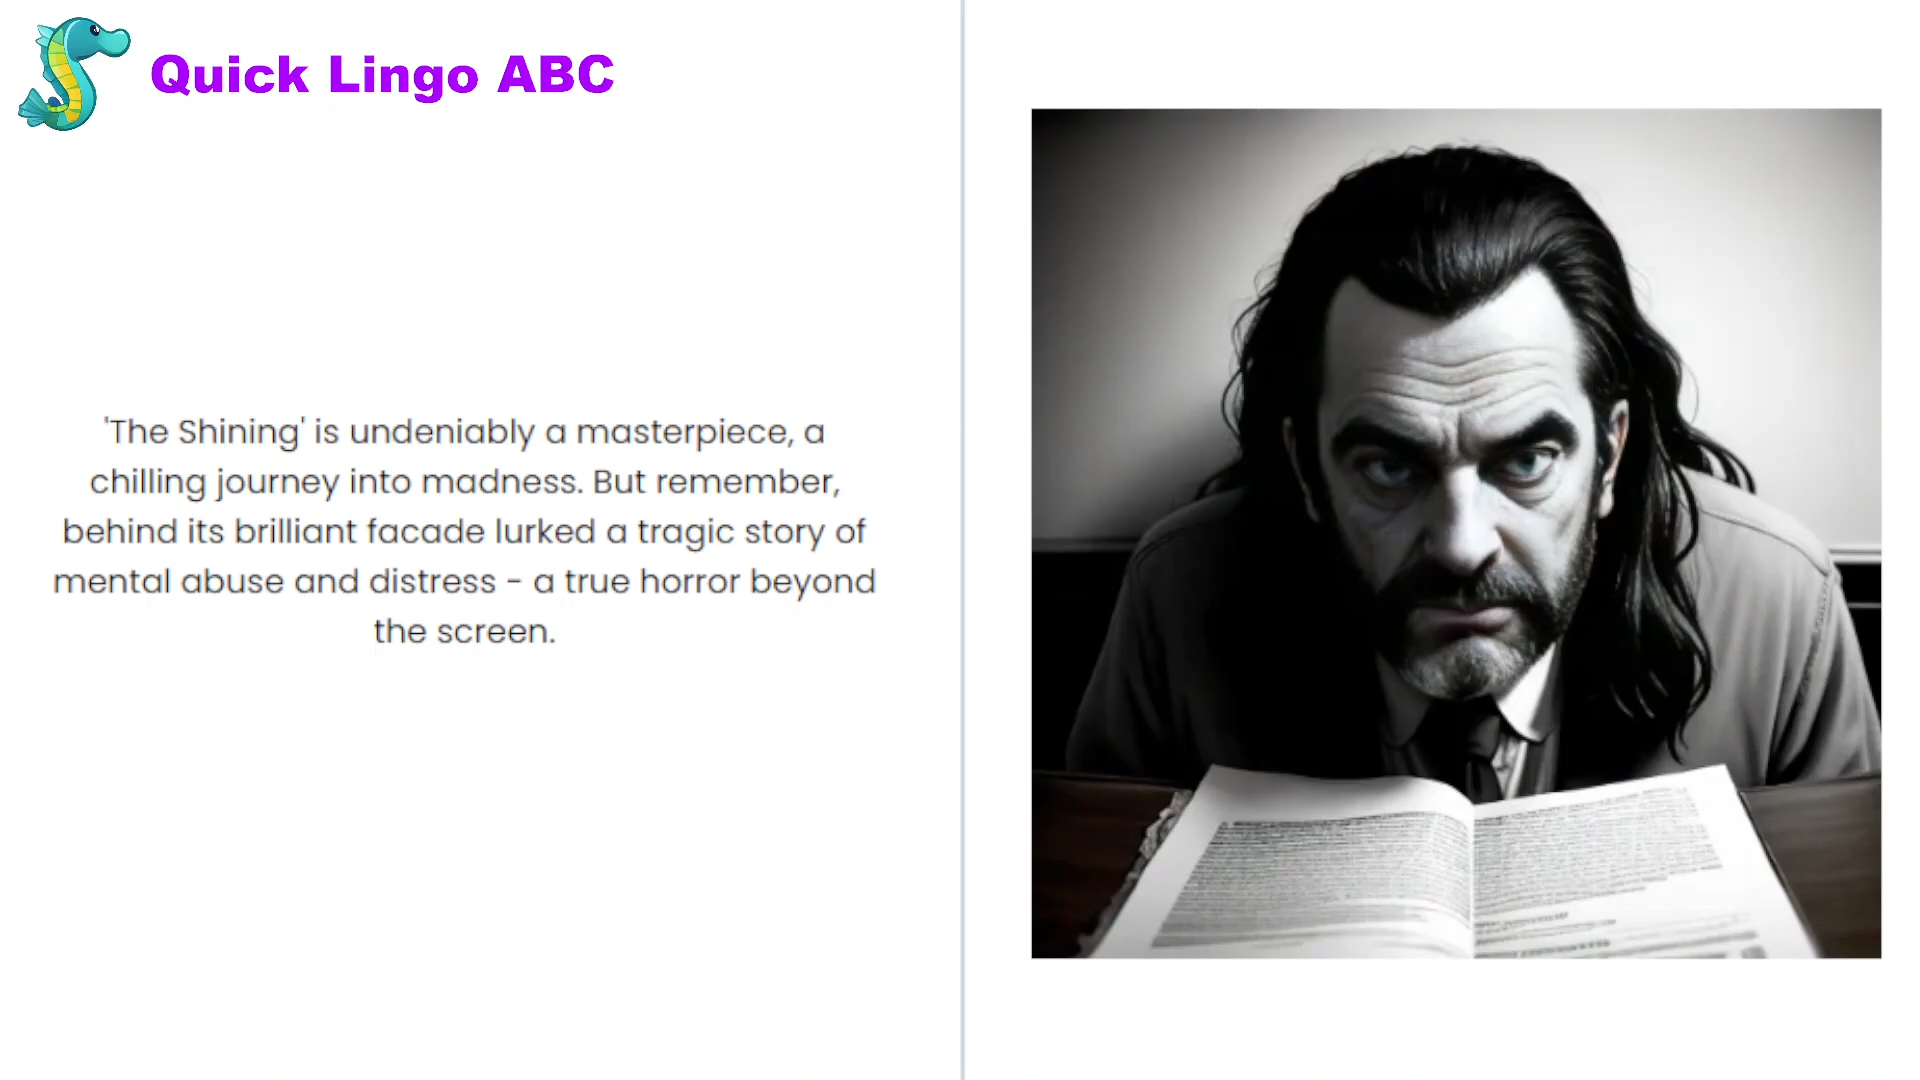 Quick Lingo ABC
'The Shining' is undeniably a masterpiece, a
chilling journey into madness. But remember,
behind its brilliant facade lurked a tragic story of
mental abuse and distress - a true horror beyond
the screen.